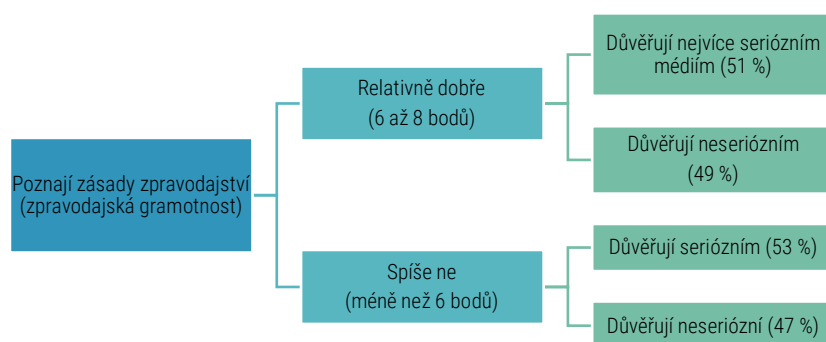 Poznají zásady zpravodajství
(zpravodajská gramotnost)
Relativně dobře
(6 až 8 bodů)
Důvěřují nejvíce seriózním
médiím (51 %)
Důvěřují neseriózním
(49 %)
Spíše ne
(méně než 6 bodů)
Důvěřují seriózním (53 %)
Důvěřují neseriózní (47 %)